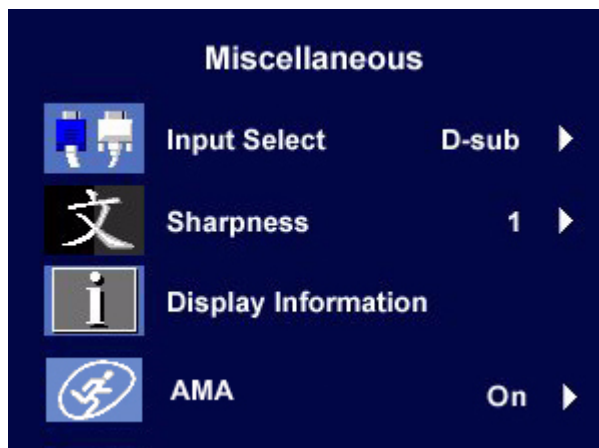 Miscellaneous
Input Select D-sub
文 Sharpness 1
i Display Information
AMA On